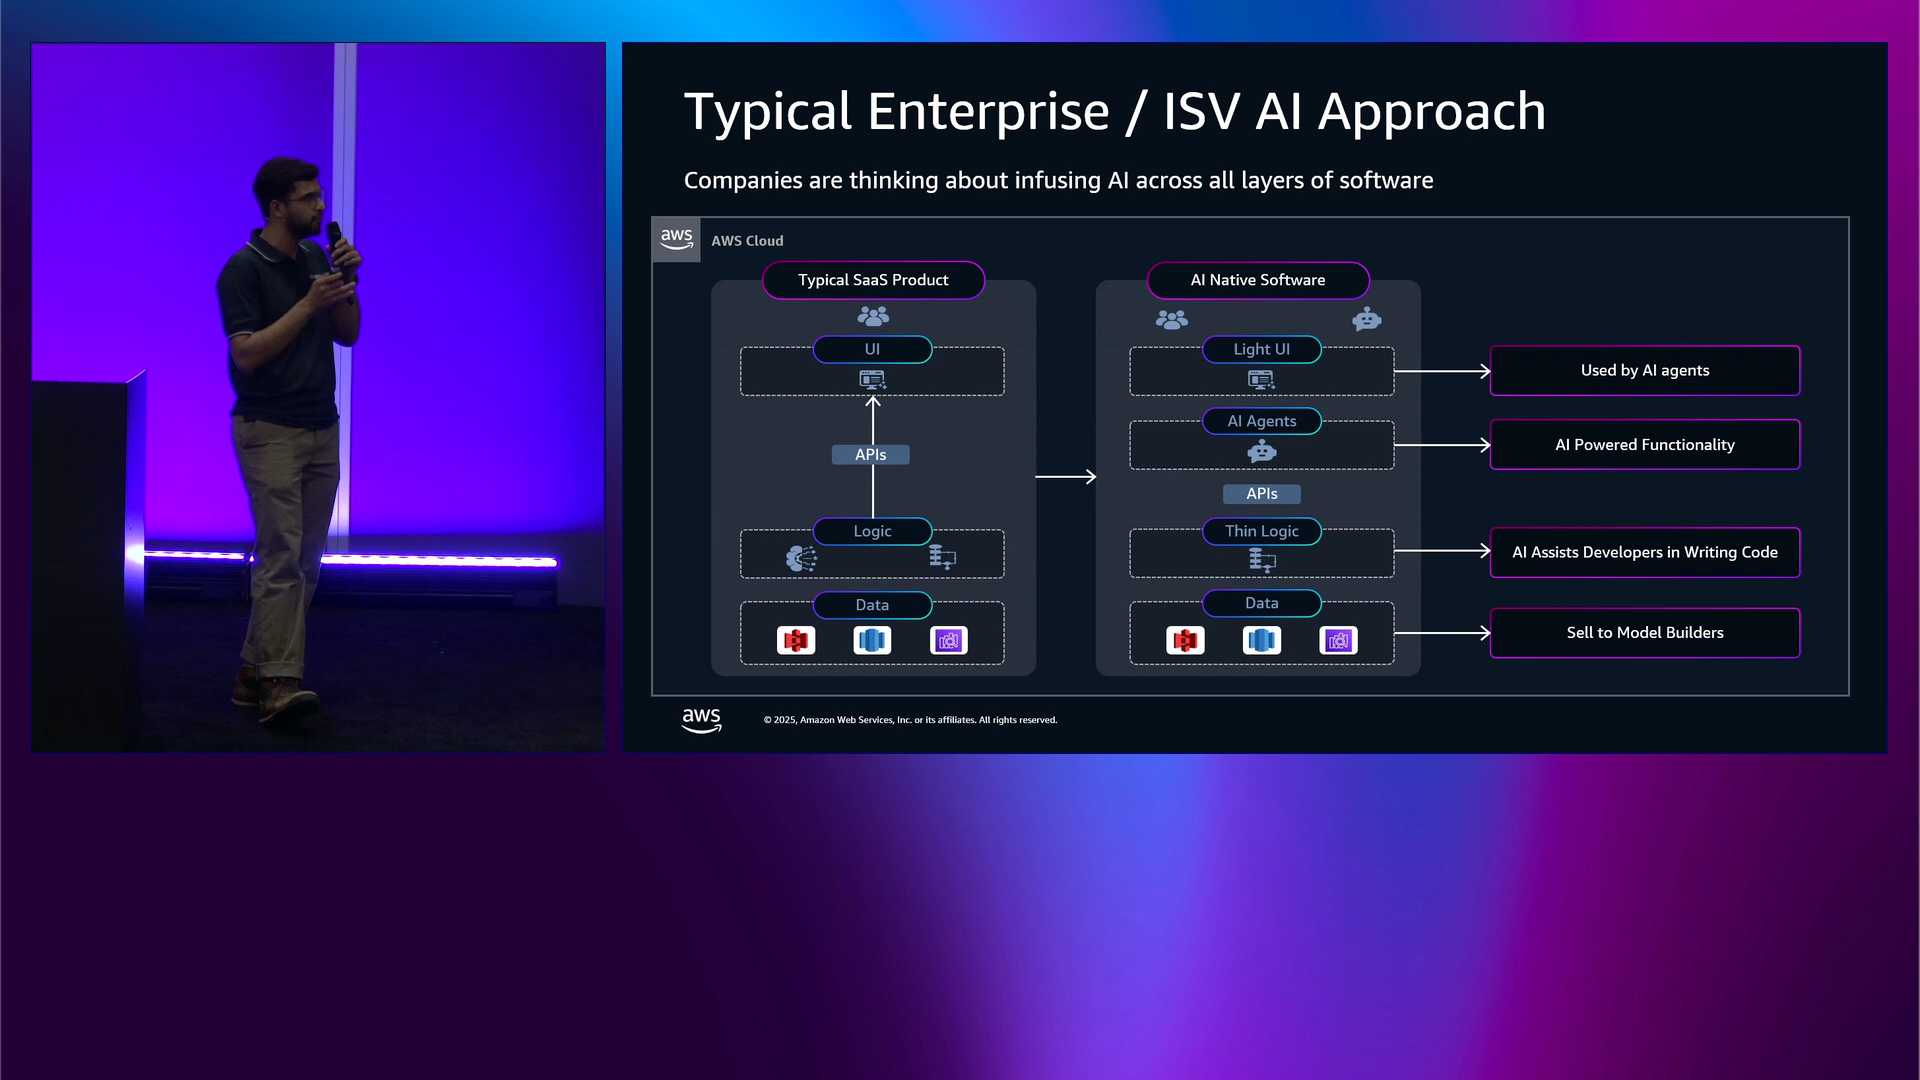 Typical Enterprise / ISV AI Approach
Companies are thinking about infusing AI across all layers of software
aws
AWS Cloud
Typical SaaS Product
UI
APIs
Logic
Data
AI Native Software
Light UI
AI Agents
APIs
Thin Logic
Data
Used by AI agents
AI Powered Functionality
AI Assists Developers in Writing Code
Sell to Model Builders
aws
© 2025, Amazon Web Services, Inc. or its affiliates. All rights reserved.